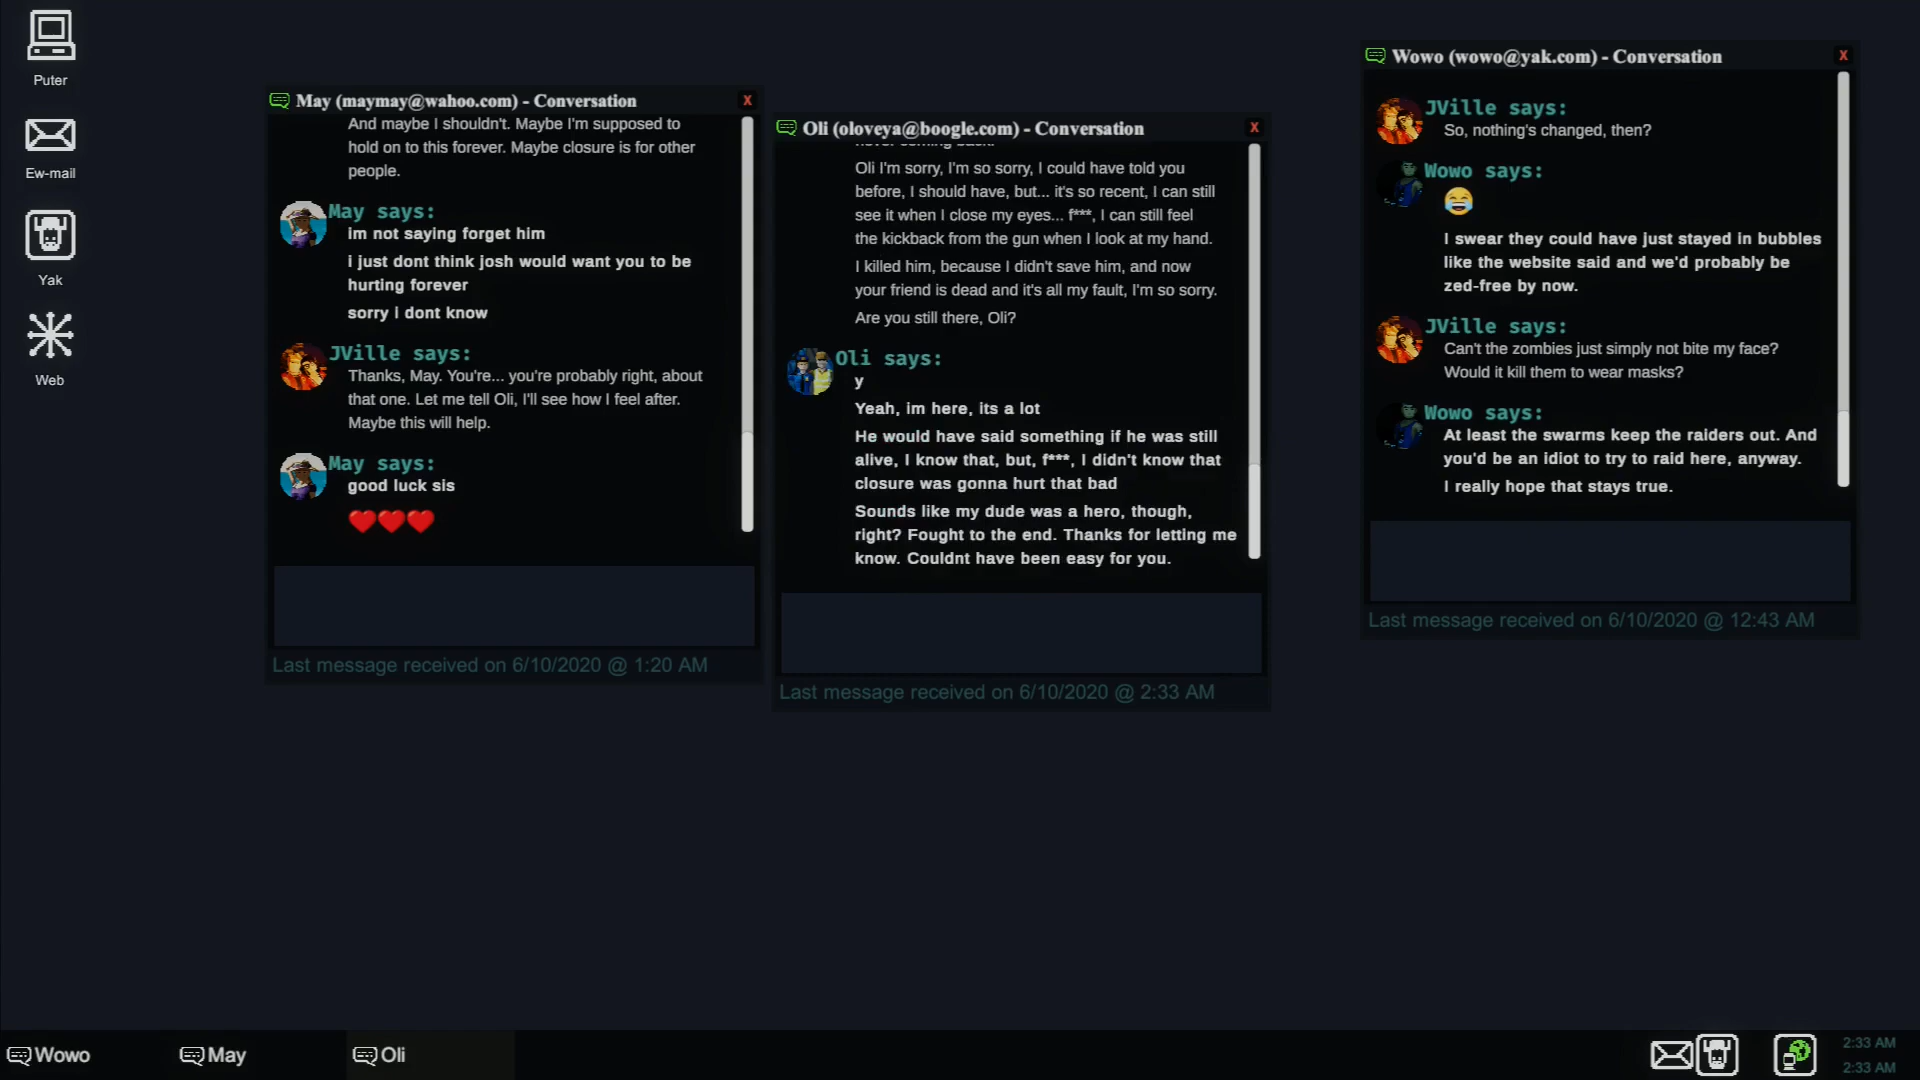 Puter
Ew-mail
Yak
Web
May (maymay@wahoo.com) - Conversation
X
And maybe I shouldn't. Maybe I'm supposed to
hold on to this forever. Maybe closure is for other
people.
May says:
im not saying forget him
i just dont think josh would want you to be
hurting forever
sorry i dont know
JVille says:
Thanks, May. You're... you're probably right, about
that one. Let me tell Oli, I'll see how I feel after.
Maybe this will help.
May says:
good luck sis
Last message received on 6/10/2020 @ 1:20 AM
Oli (oloveya@boogle.com) - Conversation
X
never coming back.
Oli I'm sorry, I'm so sorry, I could have told you
before, I should have, but... it's so recent, I can still
see it when I close my eyes... f***, I can still feel
the kickback from the gun when I look at my hand.
I killed him, because I didn't save him, and now
your friend is dead and it's all my fault, I'm so sorry.
Are you still there, Oli?
Oli says:
y
Yeah, im here, its a lot
He would have said something if he was still
alive, I know that, but, f***, I didn't know that
closure was gonna hurt that bad
Sounds like my dude was a hero, though,
right? Fought to the end. Thanks for letting me
know. Couldnt have been easy for you.
Last message received on 6/10/2020 @ 2:33 AM
Wowo (wowo@yak.com) - Conversation
X
JVille says:
So, nothing's changed, then?
Wowo says:
😂
I swear they could have just stayed in bubbles
like the website said and we'd probably be
zed-free by now.
JVille says:
Can't the zombies just simply not bite my face?
Would it kill them to wear masks?
Wowo says:
At least the swarms keep the raiders out. And
you'd be an idiot to try to raid here, anyway.
I really hope that stays true.
Last message received on 6/10/2020 @ 12:43 AM
Wowo
May
Oli
2:33 AM
2:33 AM